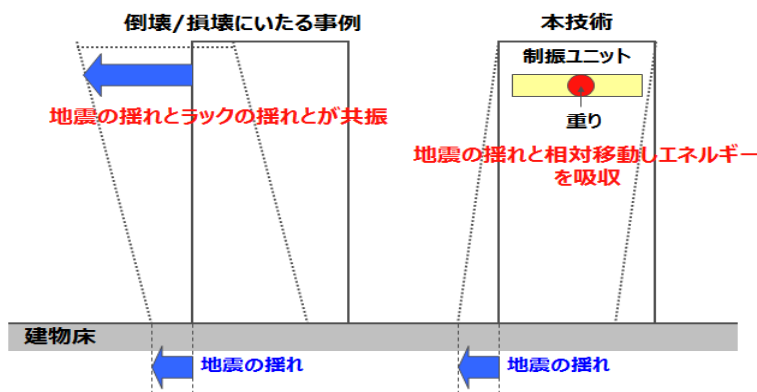 倒壊/損壊にいたる事例
本技術
制振ユニット
地震の揺れとラックの揺れとが共振
重り
地震の揺れと相対移動しエネルギー
を吸収
建物床
地震の揺れ
地震の揺れ